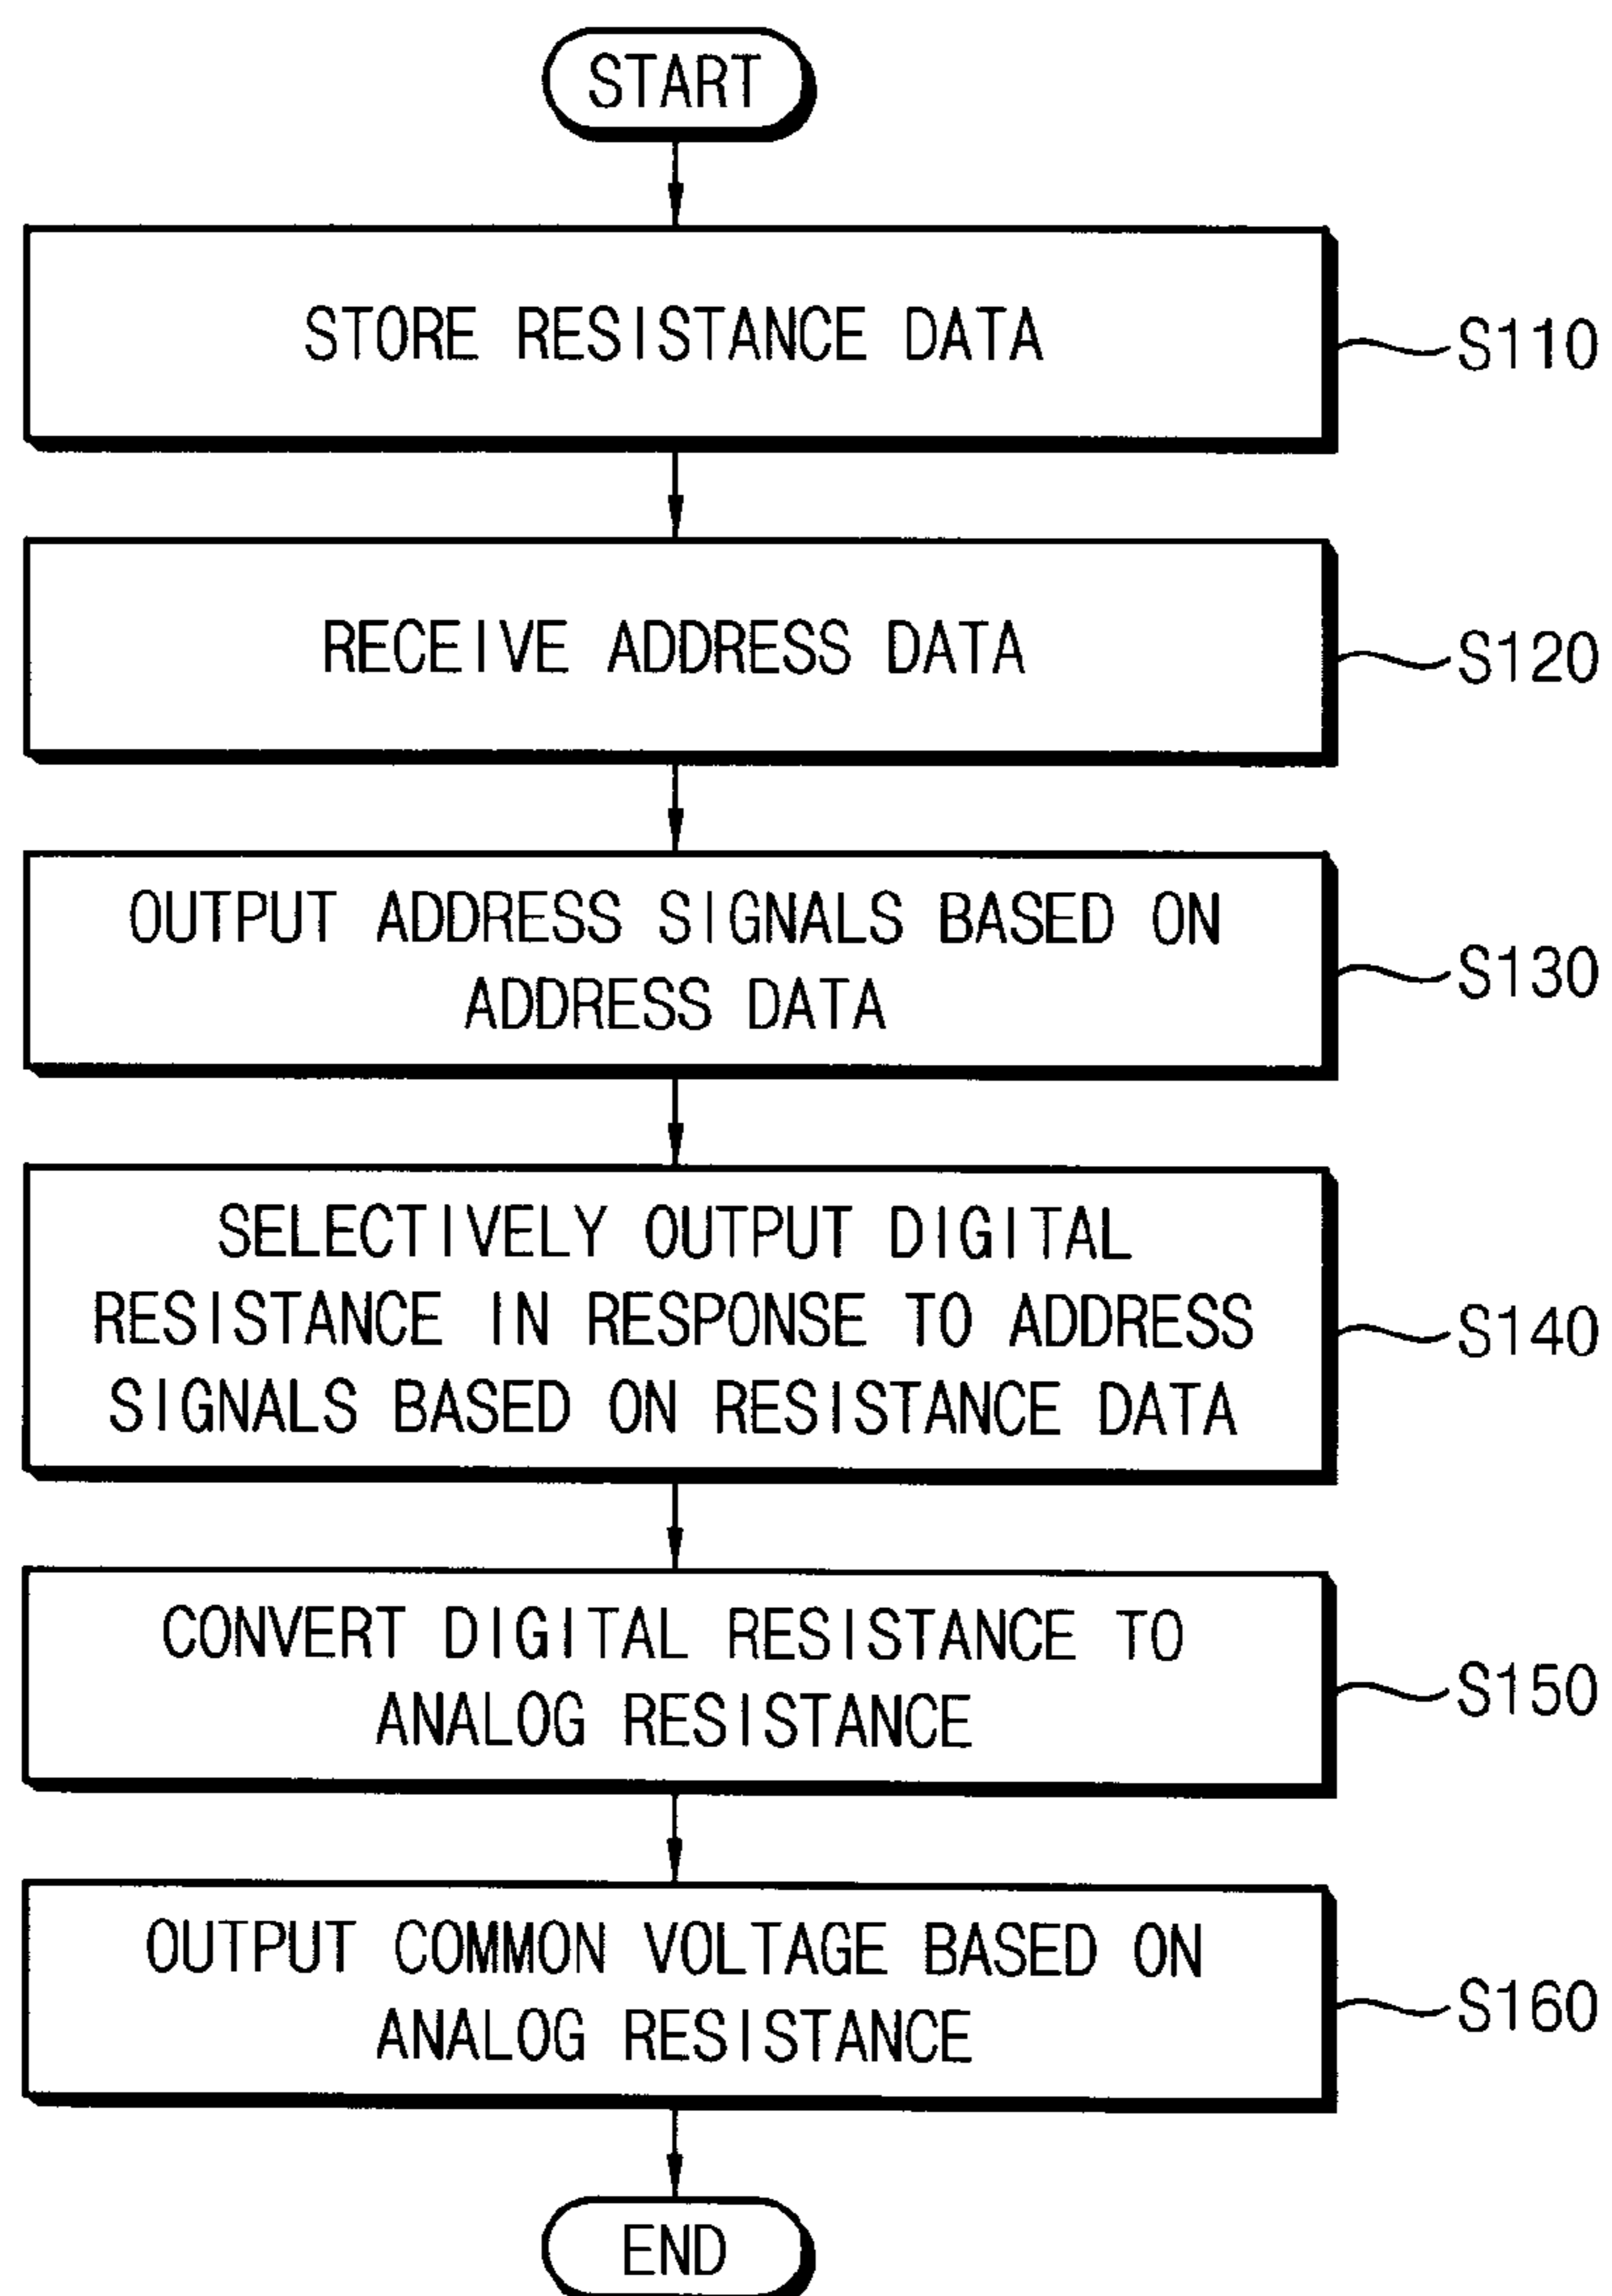 START
STORE RESISTANCE DATA
S110
RECEIVE ADDRESS DATA
S120
OUTPUT ADDRESS SIGNALS BASED ON
ADDRESS DATA
S130
SELECTIVELY OUTPUT DIGITAL
RESISTANCE IN RESPONSE TO ADDRESS
SIGNALS BASED ON RESISTANCE DATA
S140
CONVERT DIGITAL RESISTANCE TO
ANALOG RESISTANCE
S150
OUTPUT COMMON VOLTAGE BASED ON
ANALOG RESISTANCE
S160
END